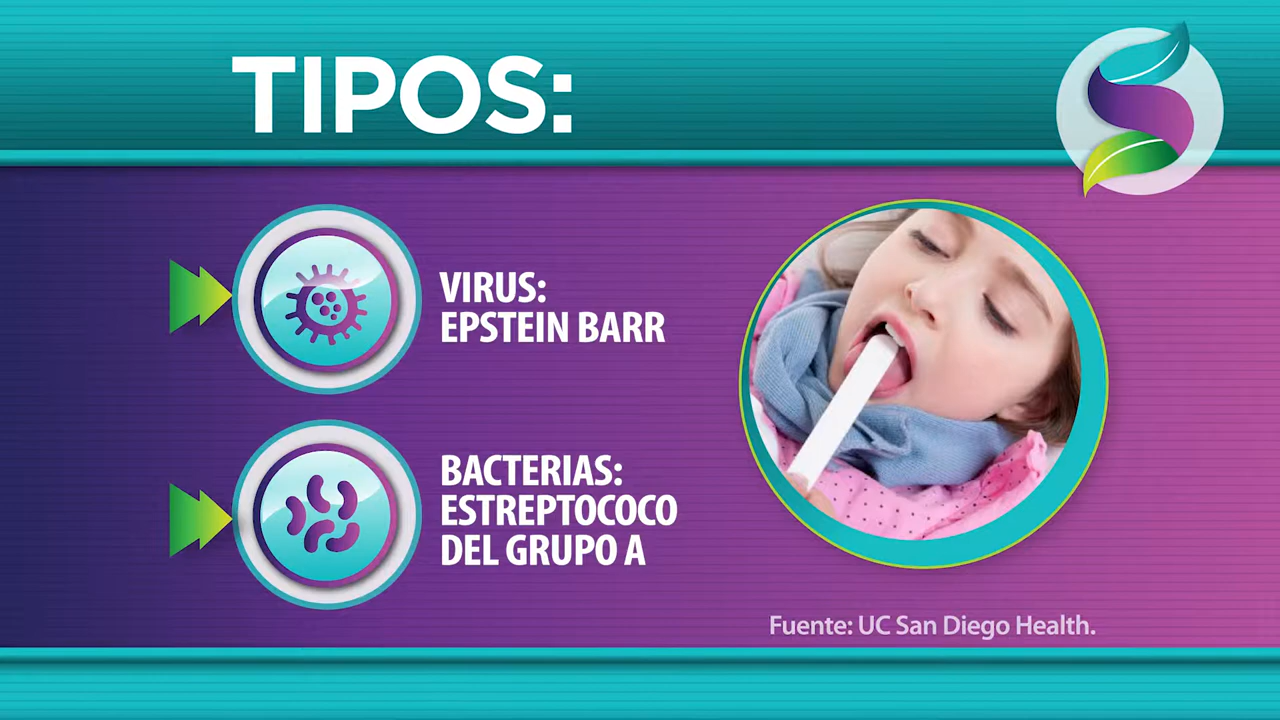 TIPOS:
VIRUS:
EPSTEIN BARR
BACTERIAS:
ESTREPTOCOCO
DEL GRUPO A
Fuente: UC San Diego Health.